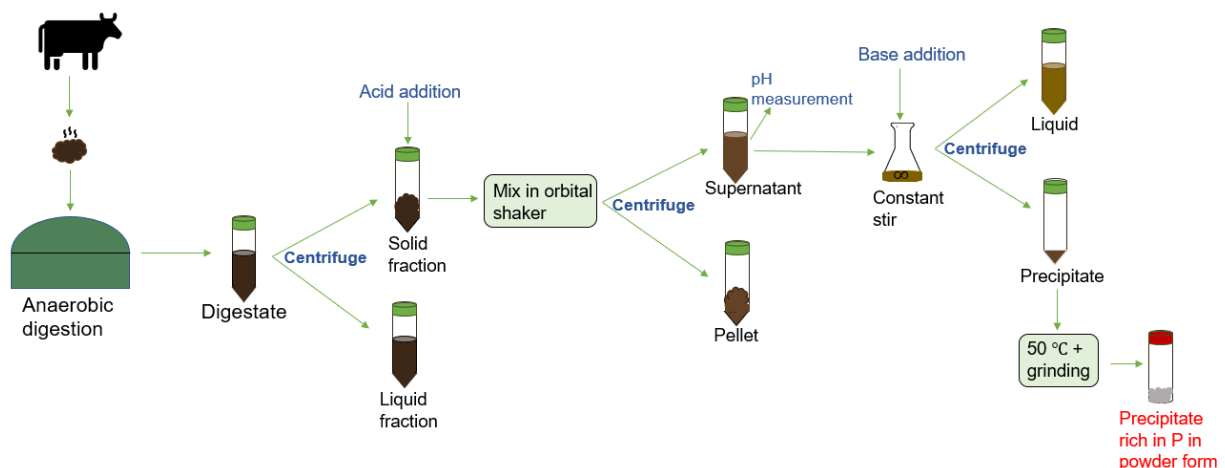 Anaerobic
digestion
Digestate
Centrifuge
Acid addition
Solid
fraction
Liquid
fraction
Mix in orbital
shaker
Centrifuge
pH
measurement
Supernatant
Pellet
Base addition
Constant
stir
Centrifuge
Liquid
Precipitate
50 °C +
grinding
Precipitate
rich in P in
powder form